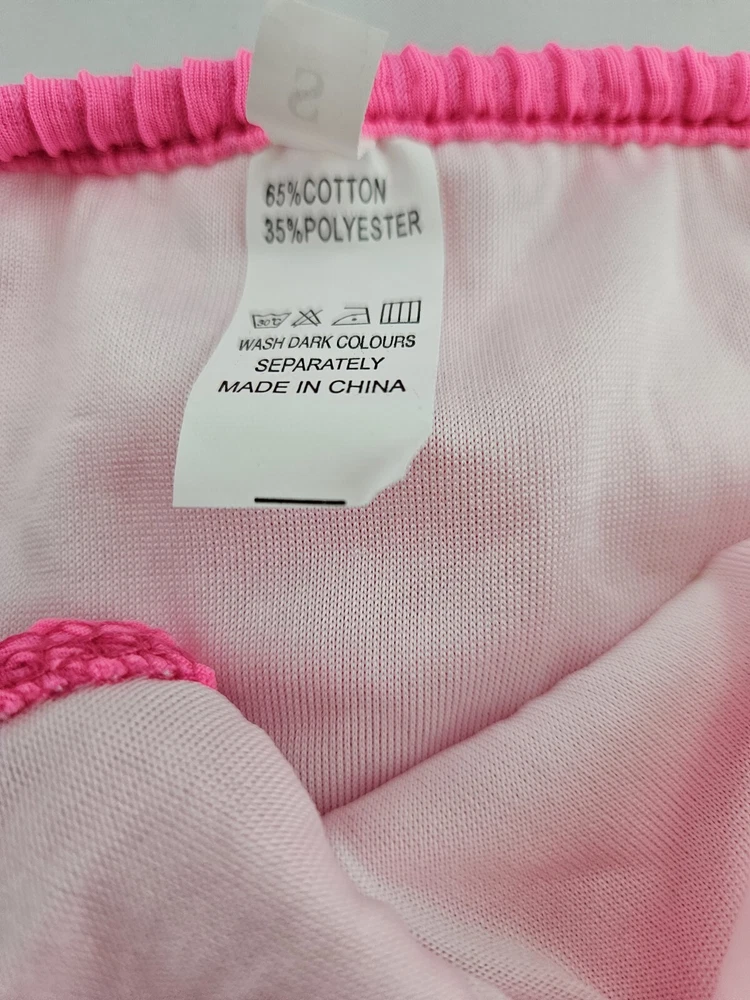 S
65%COTTON
35%POLYESTER
WASH DARK COLOURS
SEPARATELY
MADE IN CHINA